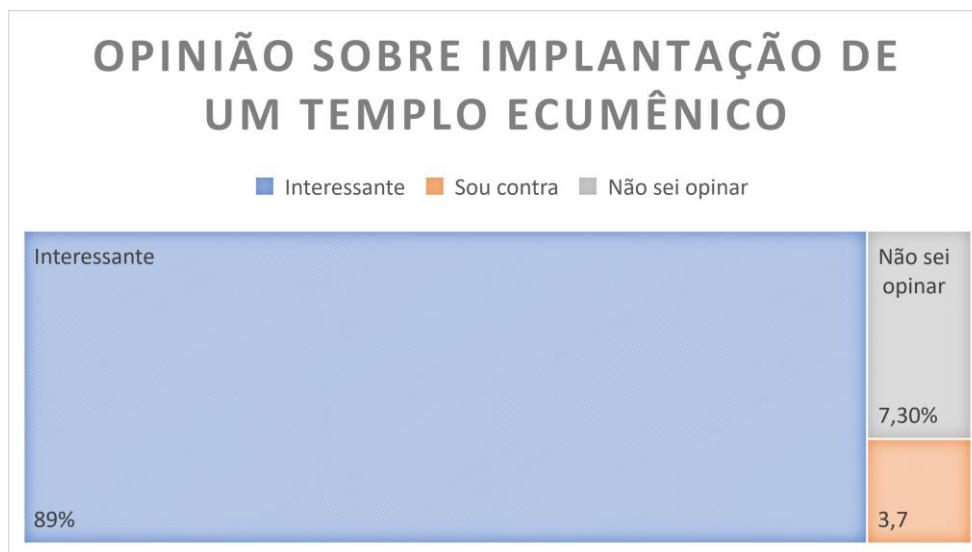 OPINIÃO SOBRE IMPLANTAÇÃO DE
UM TEMPLO ECUMÊNICO
Interessante Sou contra Não sei opinar
Interessante
89%
Não sei
opinar
7,30%
3,7